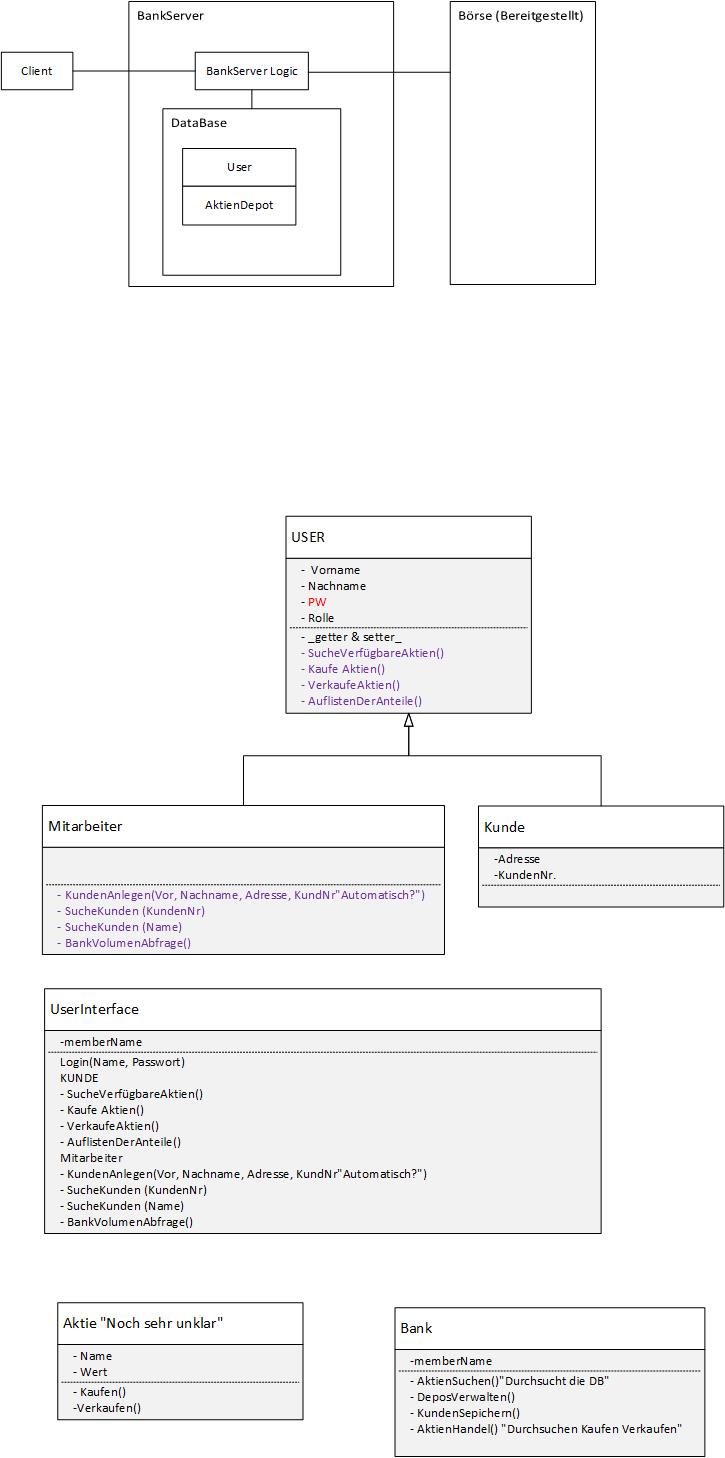 BankServer
Börse (Bereitgestellt)
Client
BankServer Logic
DataBase
User
AktienDepot
USER
- Vorname
- Nachname
- PW
- Rolle
- _getter & setter_
- SucheVerfügbareAktien()
- Kaufe Aktien()
- VerkaufeAktien()
- AuflistenDerAnteile()
Mitarbeiter
- KundenAnlegen(Vor, Nachname, Adresse, KundNr"Automatisch?")
- SucheKunden (KundenNr)
- SucheKunden (Name)
- BankVolumenAbfrage()
Kunde
-Adresse
-KundenNr.
UserInterface
-memberName
Login(Name, Passwort)
KUNDE
- SucheVerfügbareAktien()
- Kaufe Aktien()
- VerkaufeAktien()
- AuflistenDerAnteile()
Mitarbeiter
- KundenAnlegen(Vor, Nachname, Adresse, KundNr"Automatisch?")
- SucheKunden (KundenNr)
- SucheKunden (Name)
- BankVolumenAbfrage()
Aktie "Noch sehr unklar"
- Name
- Wert
- Kaufen()
-Verkaufen()
Bank
-memberName
- AktienSuchen()"Durchsucht die DB"
- DeposVerwalten()
- KundenSepichern()
- AktienHandel() "Durchsuchen Kaufen Verkaufen"